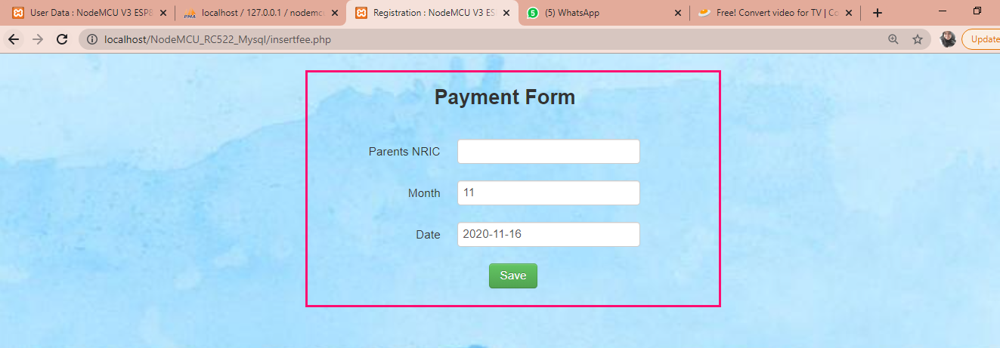 User Data : NodeMCU V3 ESP8
localhost / 127.0.0.1 / nodemc
Registration : NodeMCU V3 ES
(5) WhatsApp
Free! Convert video for TV | Co
localhost/NodeMCU_RC522_Mysql/insertfee.php
Update
Payment Form
Parents NRIC
Month 11
Date 2020-11-16
Save